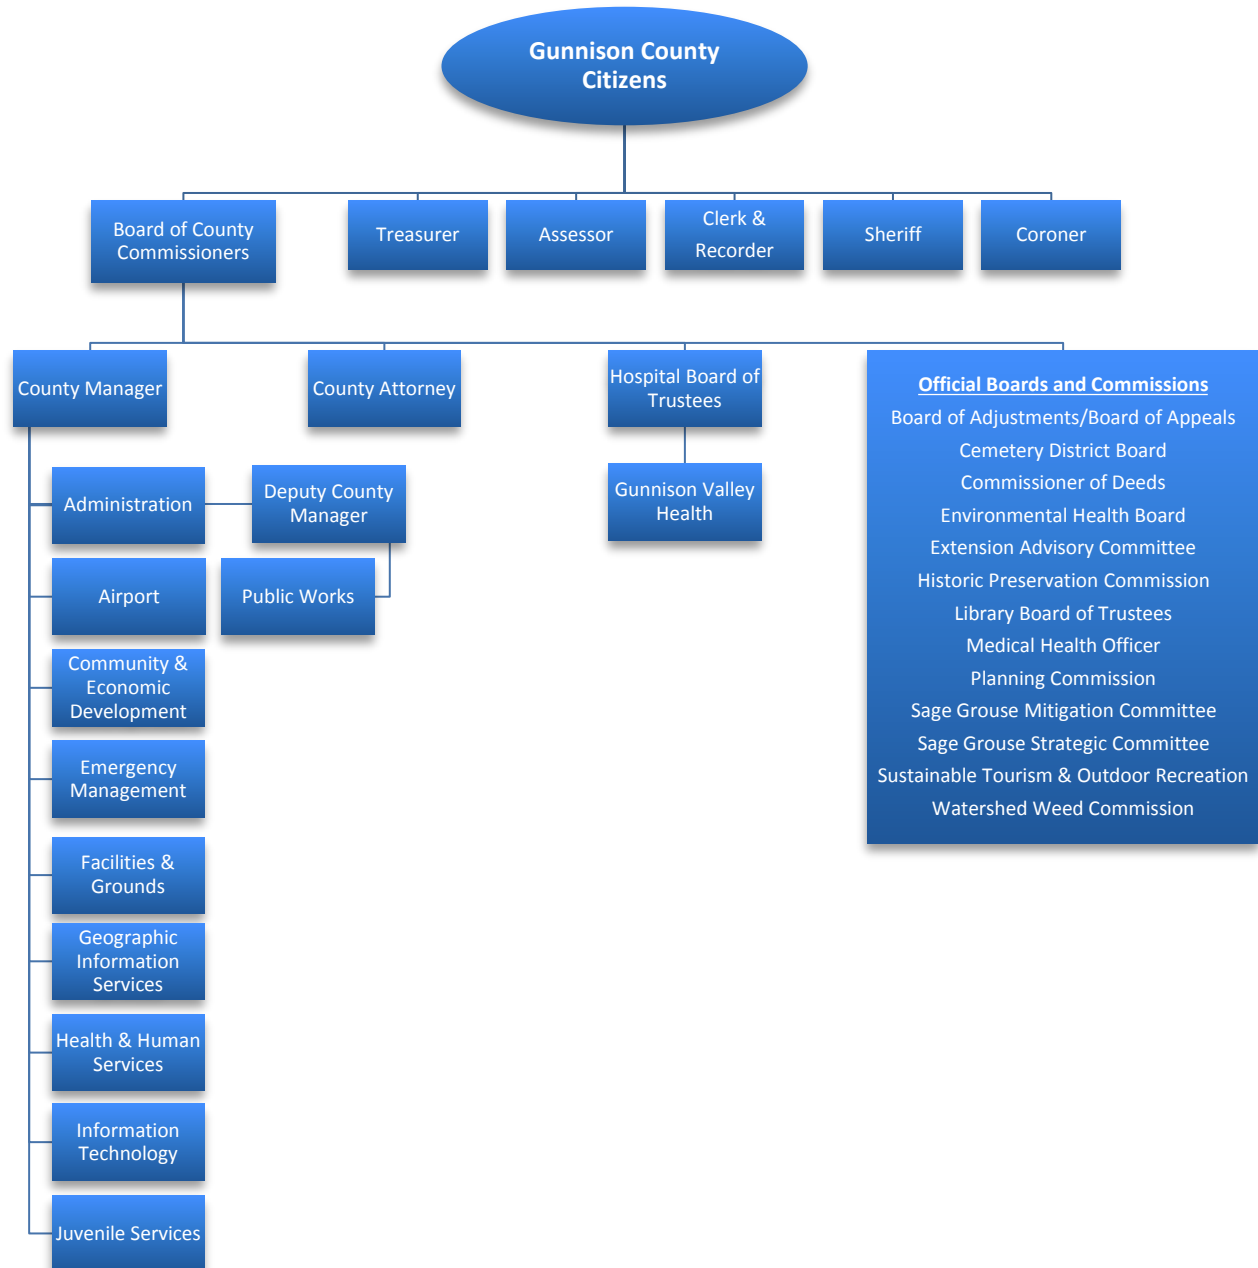 Gunnison County
Citizens
Board of County
Commissioners
Treasurer
Assessor
Clerk &
Recorder
Sheriff
Coroner
County Manager
County Attorney
Hospital Board of
Trustees
Official Boards and Commissions
Board of Adjustments/Board of Appeals
Cemetery District Board
Commissioner of Deeds
Environmental Health Board
Extension Advisory Committee
Historic Preservation Commission
Library Board of Trustees
Medical Health Officer
Planning Commission
Sage Grouse Mitigation Committee
Sage Grouse Strategic Committee
Sustainable Tourism & Outdoor Recreation
Watershed Weed Commission
Administration
Deputy County
Manager
Gunnison Valley
Health
Airport
Public Works
Community &
Economic
Development
Emergency
Management
Facilities &
Grounds
Geographic
Information
Services
Health & Human
Services
Information
Technology
Juvenile Services